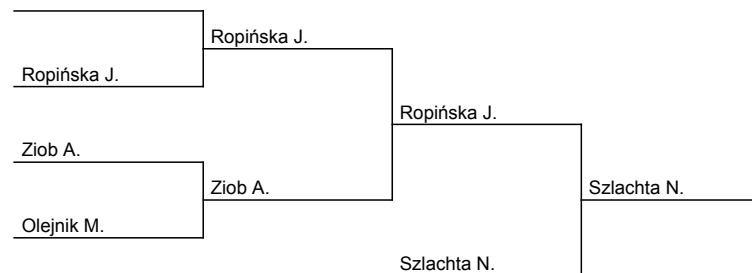 Ropińska J.
Ropińska J.
Ropińska J.
Ziob A.
Ziob A.
Szlachta N.
Olejnik M.
Szlachta N.